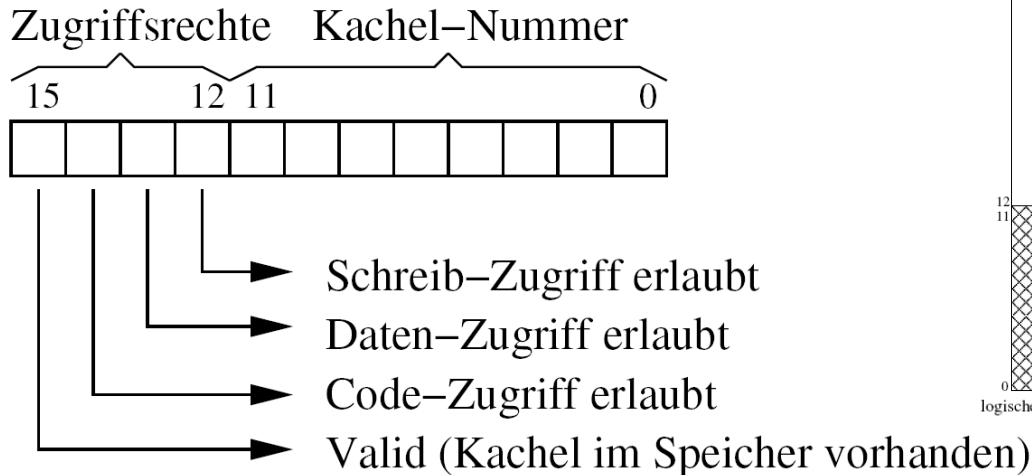 Zugriffsrechte Kachel–Nummer
15 12 11 0
Schreib–Zugriff erlaubt
Daten–Zugriff erlaubt
Code–Zugriff erlaubt
Valid (Kachel im Speicher vorhanden)
12
11
0